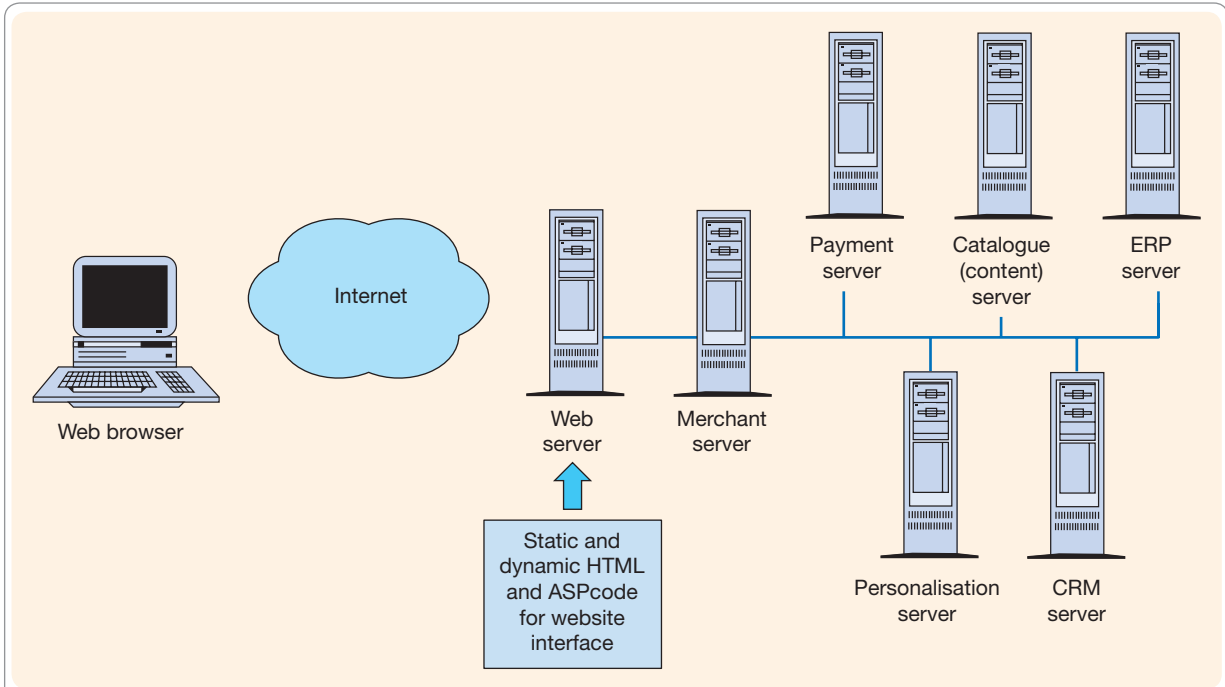 Payment
server
Catalogue
(content)
server
ERP
server
Internet
Web browser
Web
server
Merchant
server
Static and
dynamic HTML
and ASPcode
for website
interface
Personalisation
server
CRM
server